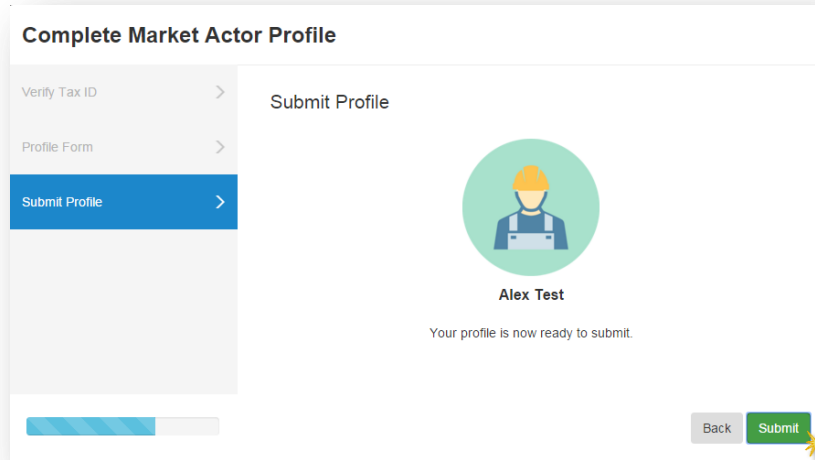 Complete Market Actor Profile
Verify Tax ID
Profile Form
Submit Profile
Submit Profile
Alex Test
Your profile is now ready to submit.
Back
Submit